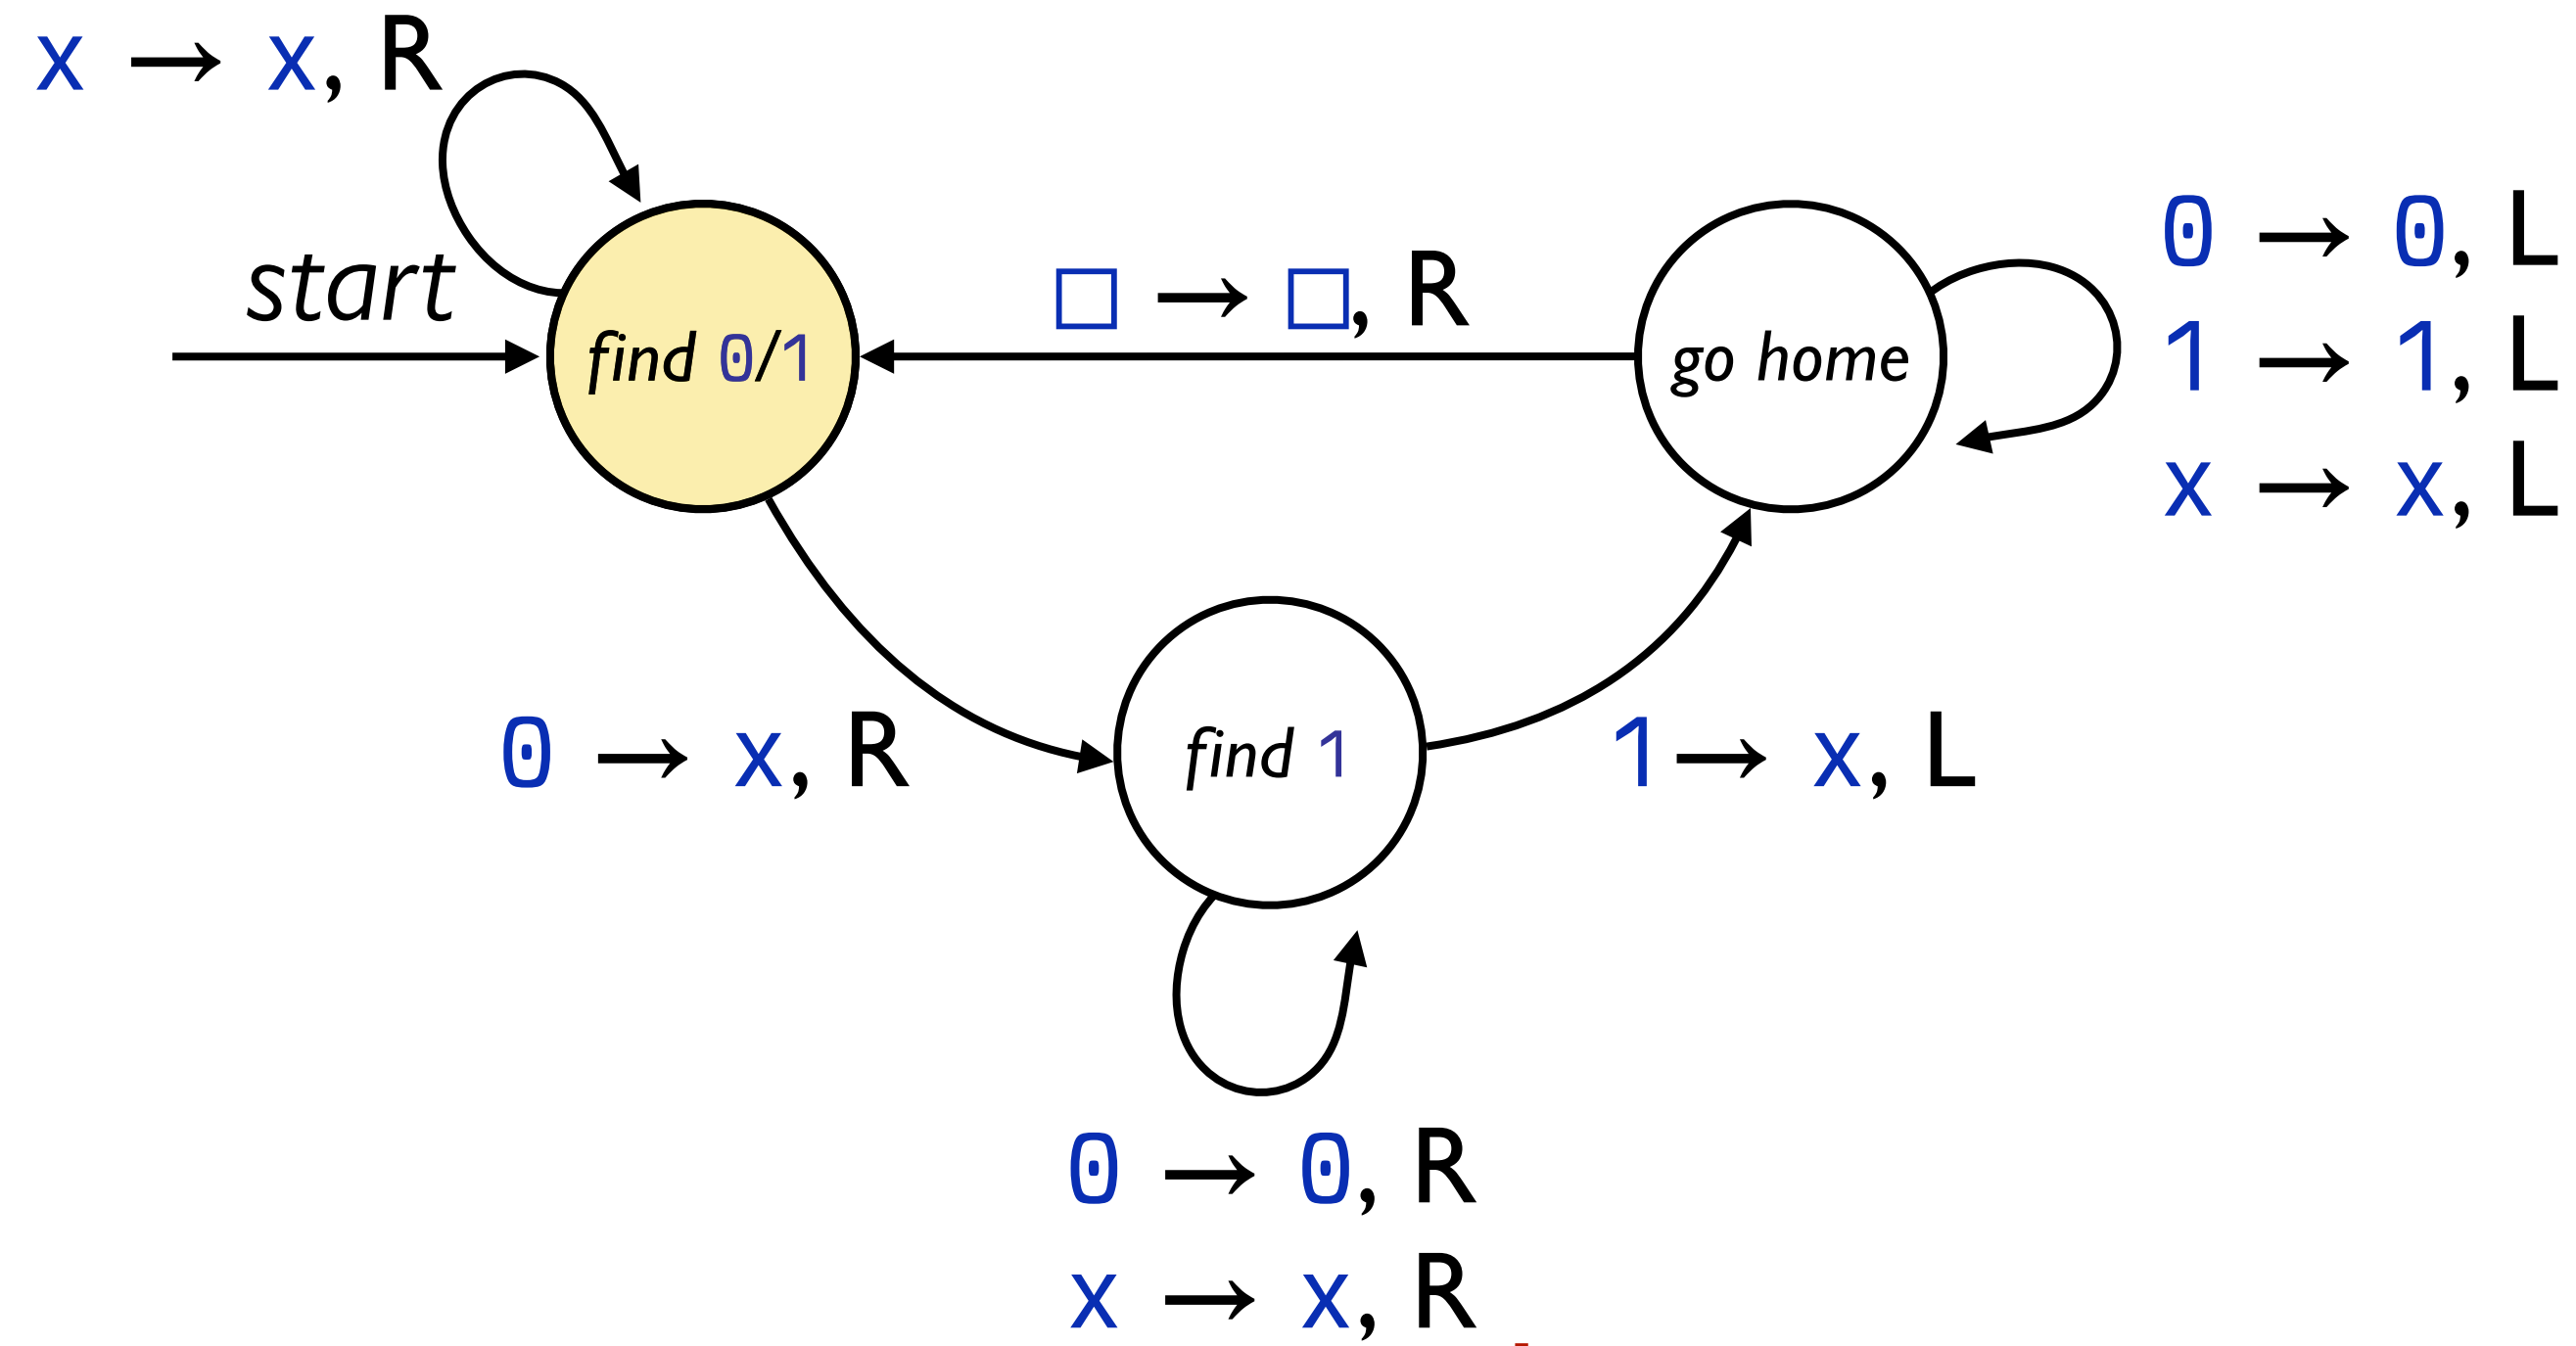 x → x, R
start
find 0/1
□ → □, R
go home
0 → 0, L
1 → 1, L
x → x, L
0 → x, R
find 1
1 → x, L
0 → 0, R
x → x, R